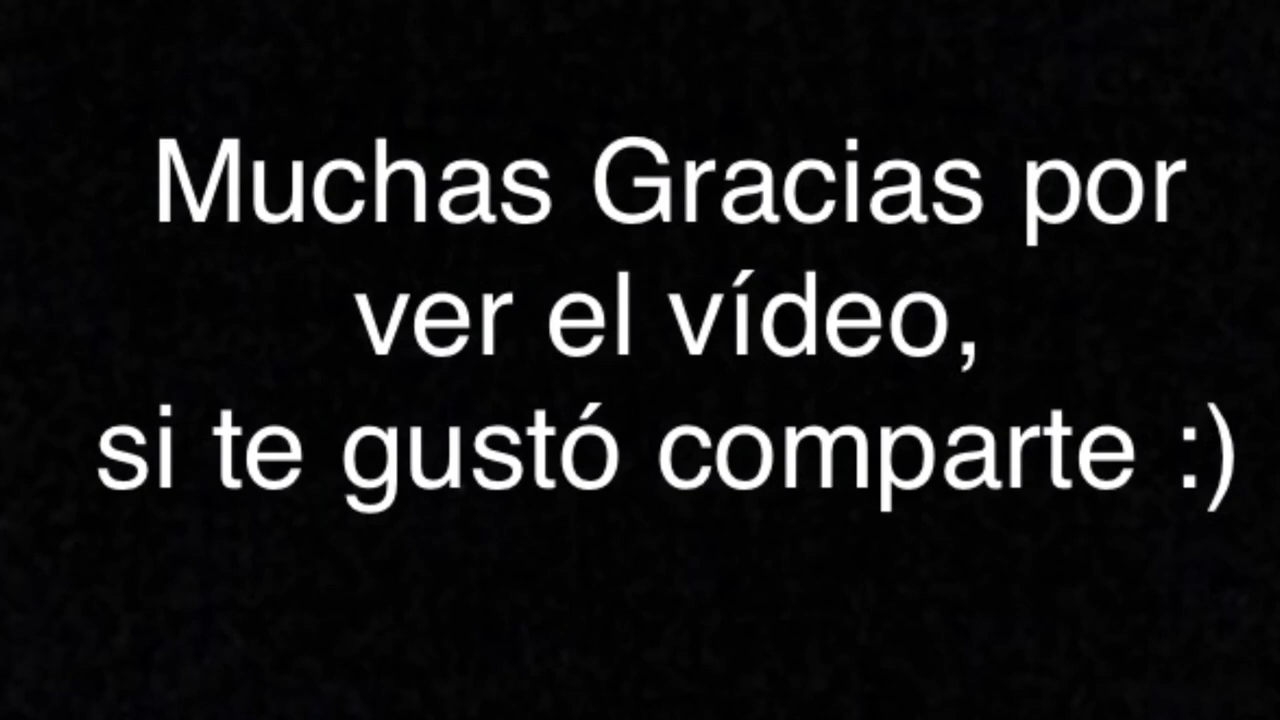 Muchas Gracias por
ver el vídeo,
si te gustó comparte :)